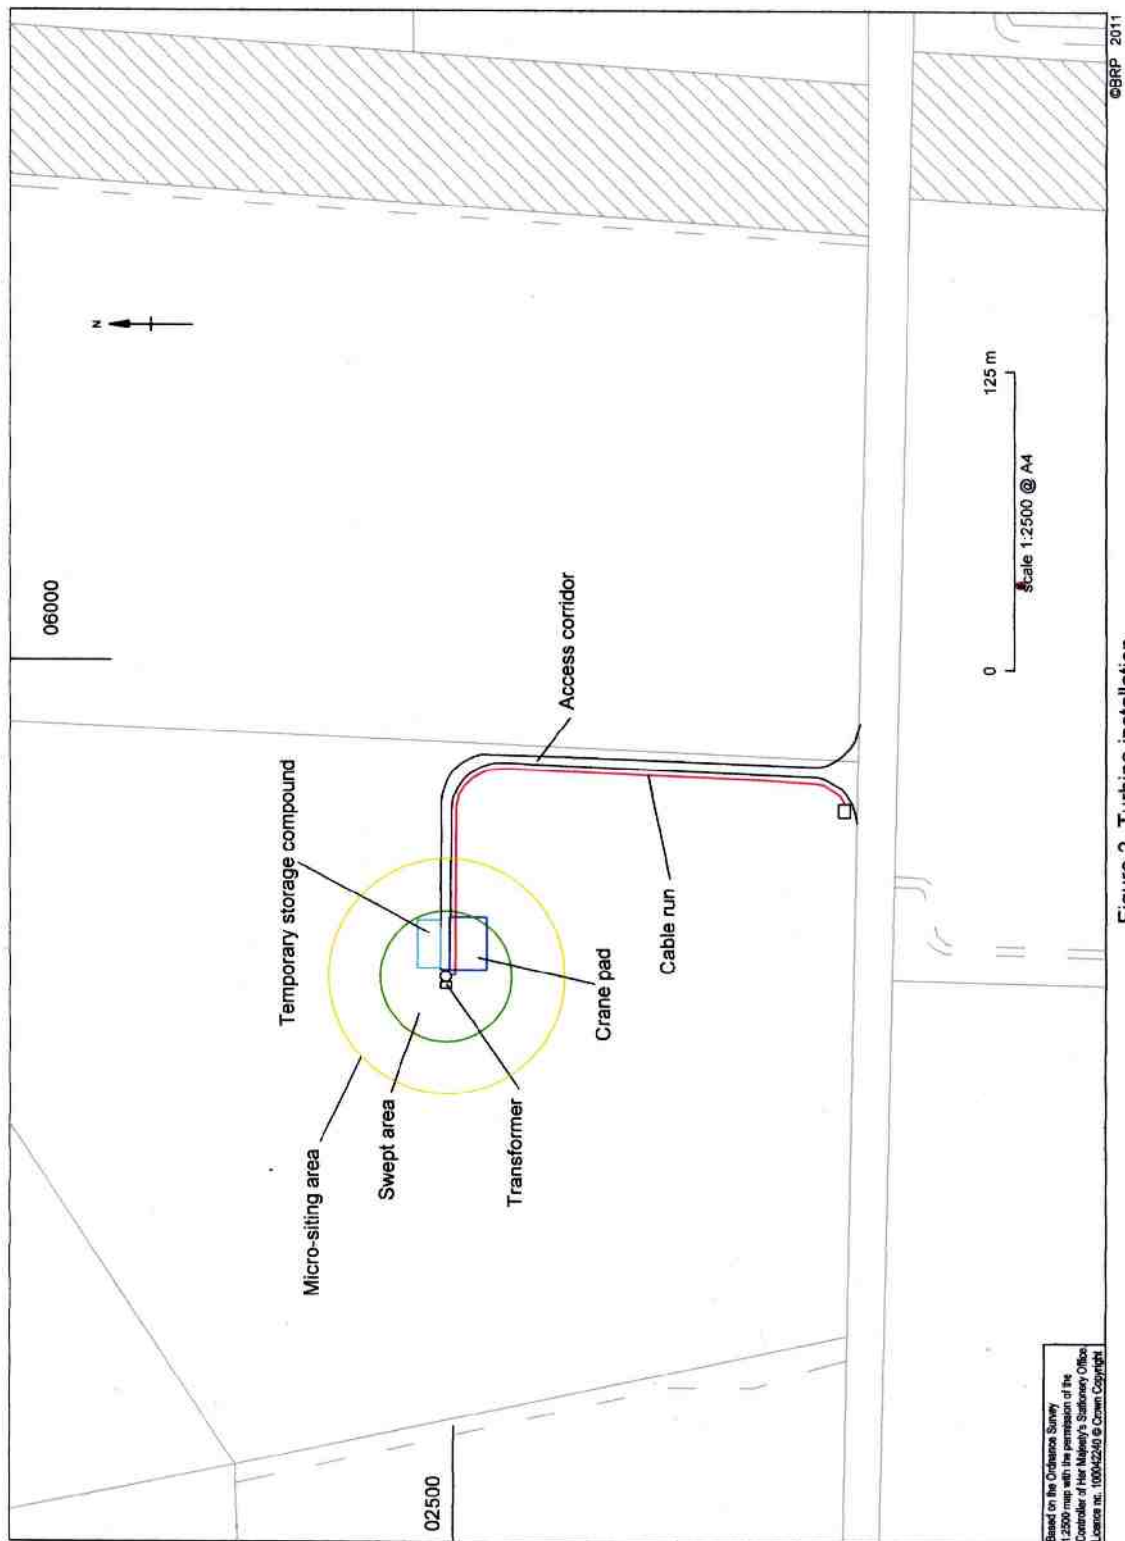 06000
N
Temporary storage compound
Access corridor
Micro-siting area
Swept area
Transformer
Crane pad
Cable run
02500
0
125 m
scale 1:2500 @ A4
Based on the Ordnance Survey
1:2500 map with the permission of the
Controller of Her Majesty's Stationery Office.
Licence no. 100042240 © Crown Copyright
©BRP 2011
Figure 2 Turbine installation